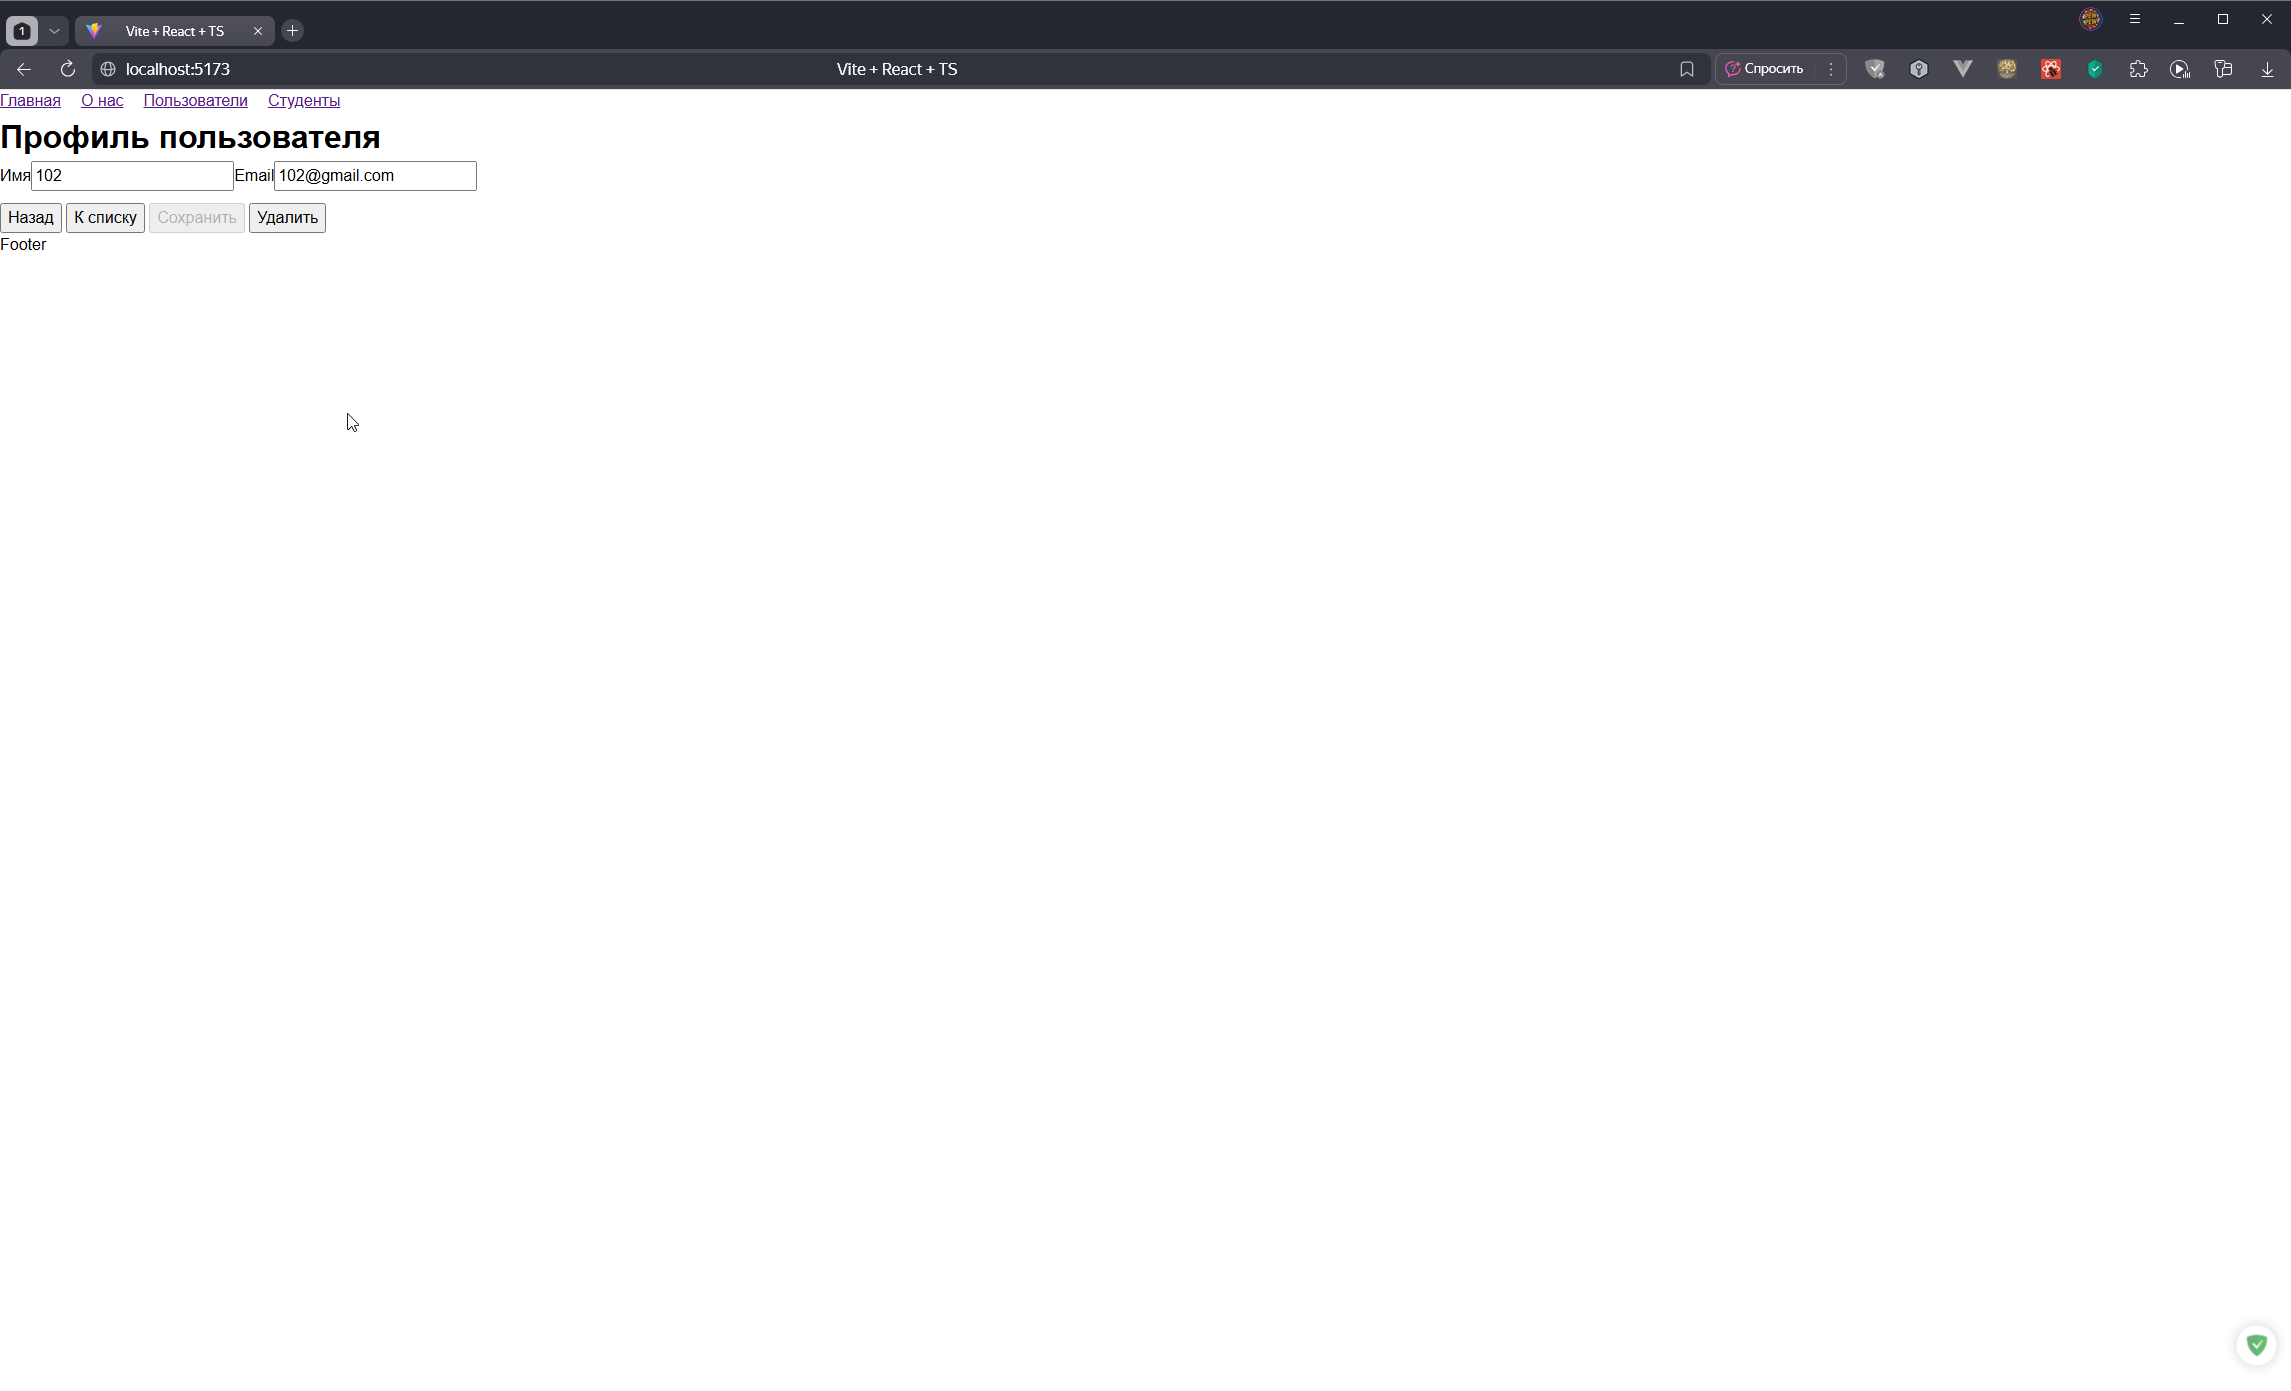 1
Vite + React + TS
localhost:5173
Vite + React + TS
Спросить
Главная О нас Пользователи Студенты
Профиль пользователя
Имя 102 Email 102@gmail.com
Назад К списку Сохранить Удалить
Footer